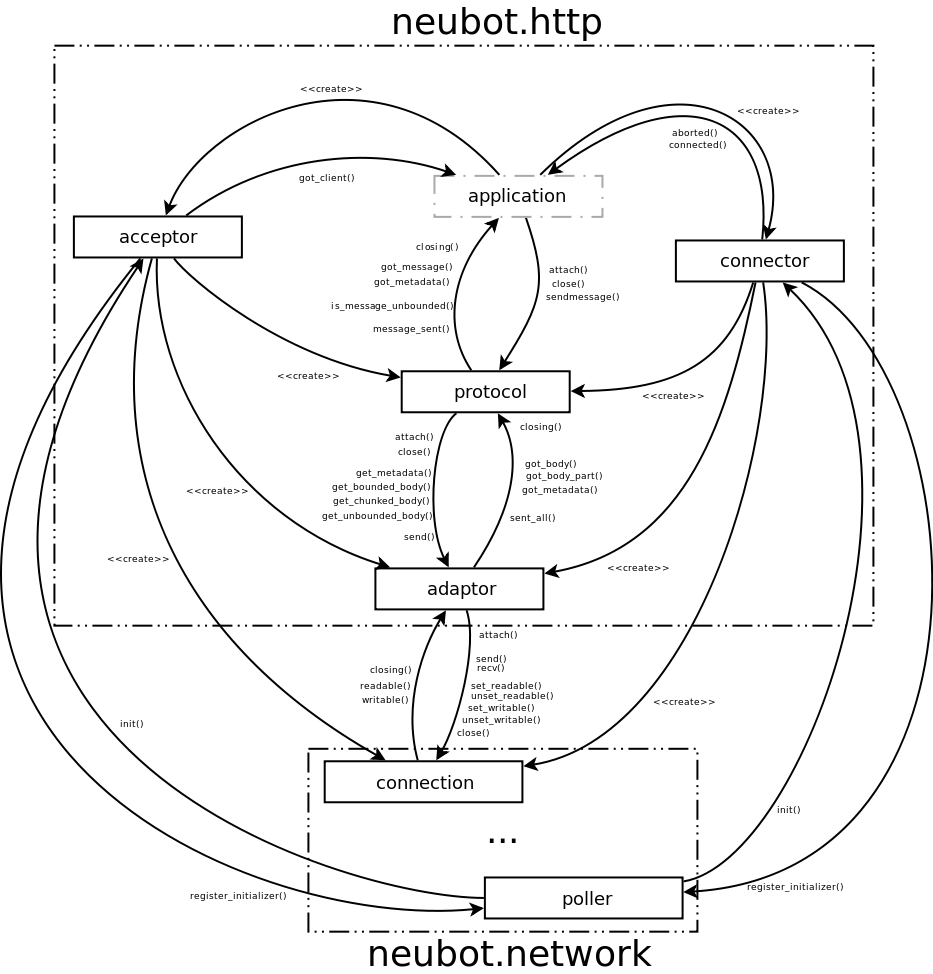 neubot.http
<<create>>
<<create>>
aborted()
connected()
got_client()
application
acceptor
closing()
connector
got_message()
attach()
got_metadata()
close()
sendmessage()
is_message_unbounded()
message_sent()
<<create>>
protocol
<<create>>
closing()
attach()
close()
got_body()
get_metadata()
got_body_part()
get_bounded_body()
got_metadata()
<<create>>
get_chunked_body()
get_unbounded_body()
sent_all()
send()
<<create>>
<<create>>
adaptor
attach()
send()
closing()
recv()
readable()
set_readable()
writable()
unset_readable()
<<create>>
set_writable()
unset_writable()
init()
close()
connection
init()
...
register_initializer()
register_initializer()
poller
neubot.network